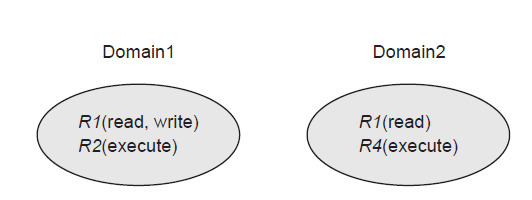 Domain1
R1(read, write)
R2(execute)
Domain2
R1(read)
R4(execute)